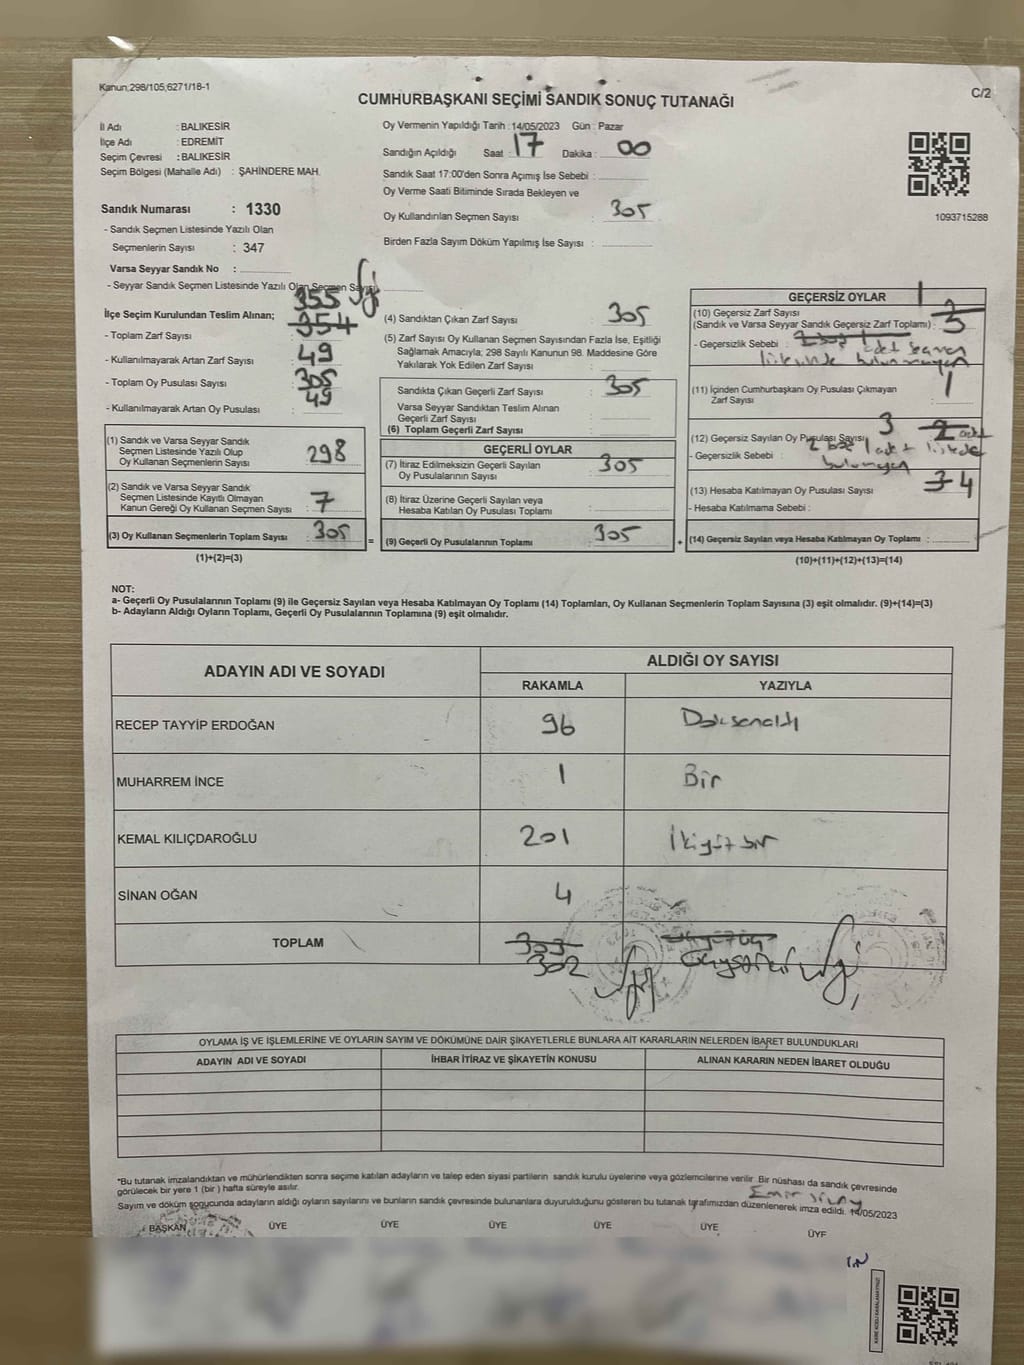 Kanun;298/105,6271/18-1
C/2
CUMHURBAŞKANI SEÇİMİ SANDIK SONUÇ TUTANAĞI
İl Adı : BALIKESİR
İlçe Adı : EDREMİT
Seçim Çevresi : BALIKESİR
Seçim Bölgesi (Mahalle Adı) : ŞAHİNDERE MAH.
Sandık Numarası : 1330
- Sandık Seçmen Listesinde Yazılı Olan
Seçmenlerin Sayısı : 347
Varsa Seyyar Sandık No :
- Seyyar Sandık Seçmen Listesinde Yazılı Olan Seçmen Sayısı
Oy Vermenin Yapıldığı Tarih :14/05/2023 Gün : Pazar
Sandığın Açıldığı Saat : 17 Dakika : 00
Sandık Saat 17:00'den Sonra Açımış İse Sebebi :
Oy Verme Saati Bitiminde Sırada Bekleyen ve
Oy Kullandırılan Seçmen Sayısı : 305
Birden Fazla Sayım Döküm Yapılmış İse Sayısı :
1093715288
355
İlçe Seçim Kurulundan Teslim Alınan; 354
- Toplam Zarf Sayısı :
- Kullanılmayarak Artan Zarf Sayısı : 49
- Toplam Oy Pusulası Sayısı : 305
- Kullanılmayarak Artan Oy Pusulası : 49
(1) Sandık ve Varsa Seyyar Sandık
Seçmen Listesinde Yazılı Olup
Oy Kullanan Seçmenlerin Sayısı : 298
(2) Sandık ve Varsa Seyyar Sandık
Seçmen Listesinde Kayıtlı Olmayan
Kanun Gereği Oy Kullanan Seçmen Sayısı : 7
(3) Oy Kullanan Seçmenlerin Toplam Sayısı : 305
(1)+(2)=(3)
=
(4) Sandıktan Çıkan Zarf Sayısı : 305
(5) Zarf Sayısı Oy Kullanan Seçmen Sayısından Fazla İse, Eşitliği
Sağlamak Amacıyla; 298 Sayılı Kanunun 98. Maddesine Göre
Yakılarak Yok Edilen Zarf Sayısı :
Sandıkta Çıkan Geçerli Zarf Sayısı : 305
Varsa Seyyar Sandıktan Teslim Alınan
Geçerli Zarf Sayısı :
(6) Toplam Geçerli Zarf Sayısı :
GEÇERLİ OYLAR
(7) İtiraz Edilmeksizin Geçerli Sayılan
Oy Pusulalarının Sayısı : 305
(8) İtiraz Üzerine Geçerli Sayılan veya
Hesaba Katılan Oy Pusulası Toplamı :
(9) Geçerli Oy Pusulalarının Toplamı : 305
+
GEÇERSİZ OYLAR 1
(10) Geçersiz Zarf Sayısı
(Sandık ve Varsa Seyyar Sandık Geçersiz Zarf Toplamı) : 3
- Geçersizlik Sebebi : 1 adet seçmen
listesinde bulunmayan
(11) İçinden Cumhurbaşkanı Oy Pusulası Çıkmayan
Zarf Sayısı : 1
(12) Geçersiz Sayılan Oy Pusulası Sayısı : 3 2 adet
- Geçersizlik Sebebi : 2 boş 1 adet listede
bulunmayan
(13) Hesaba Katılmayan Oy Pusulası Sayısı : 3 4
- Hesaba Katılmama Sebebi :
(14) Geçersiz Sayılan veya Hesaba Katılmayan Oy Toplamı :
(10)+(11)+(12)+(13)=(14)
NOT:
a- Geçerli Oy Pusulalarının Toplamı (9) ile Geçersiz Sayılan veya Hesaba Katılmayan Oy Toplamı (14) Toplamları, Oy Kullanan Seçmenlerin Toplam Sayısına (3) eşit olmalıdır. (9)+(14)=(3)
b- Adayların Aldığı Oyların Toplamı, Geçerli Oy Pusulalarının Toplamına (9) eşit olmalıdır.
ADAYIN ADI VE SOYADI
ALDIĞI OY SAYISI
RAKAMLA YAZIYLA
RECEP TAYYİP ERDOĞAN 96 Doksanaltı
MUHARREM İNCE 1 Bir
KEMAL KILIÇDAROĞLU 201 İkiyüz bir
SİNAN OĞAN 4
TOPLAM 303
302
OYLAMA İŞ VE İŞLEMLERİNE VE OYLARIN SAYIM VE DÖKÜMÜNE DAİR ŞİKAYETLERLE BUNLARA AİT KARARLARIN NELERDEN İBARET BULUNDUKLARI
ADAYIN ADI VE SOYADI İHBAR İTİRAZ VE ŞİKAYETİN KONUSU ALINAN KARARIN NEDEN İBARET OLDUĞU
*Bu tutanak imzalandıktan ve mühürlendikten sonra seçime katılan adayların ve talep eden siyasi partilerin sandık kurulu üyelerine veya gözlemcilerine verilir. Bir nüshası da sandık çevresinde
görülecek bir yere 1 (bir ) hafta süreyle asılır.
Sayım ve döküm sonucunda adayların aldığı oyların sayılarını ve bunların sandık çevresinde bulunanlara duyurulduğunu gösteren bu tutanak tarafımızdan düzenlenerek imza edildi. 14/05/2023
BAŞKAN ÜYE ÜYE ÜYE ÜYE ÜYE ÜYE